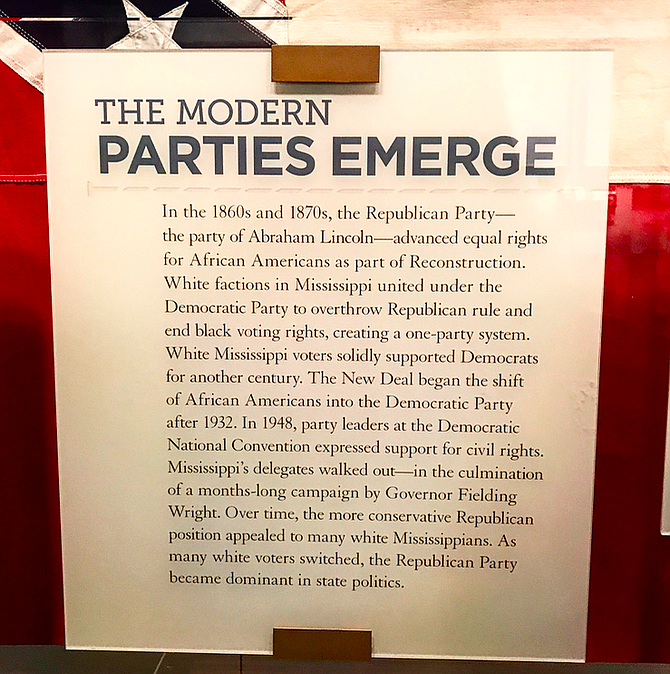 THE MODERN
PARTIES EMERGE
In the 1860s and 1870s, the Republican Party—
the party of Abraham Lincoln—advanced equal rights
for African Americans as part of Reconstruction.
White factions in Mississippi united under the
Democratic Party to overthrow Republican rule and
end black voting rights, creating a one-party system.
White Mississippi voters solidly supported Democrats
for another century. The New Deal began the shift
of African Americans into the Democratic Party
after 1932. In 1948, party leaders at the Democratic
National Convention expressed support for civil rights.
Mississippi's delegates walked out—in the culmination
of a months-long campaign by Governor Fielding
Wright. Over time, the more conservative Republican
position appealed to many white Mississippians. As
many white voters switched, the Republican Party
became dominant in state politics.